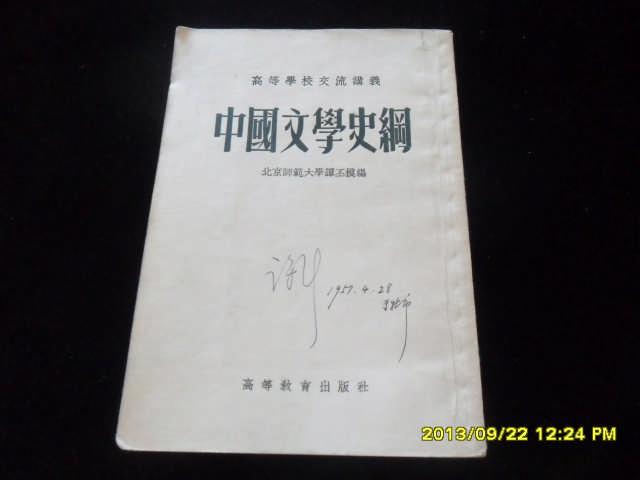 高等學校交流講義
中國文學史綱
北京師範大學譚丕模編
1957.4.28
高等教育出版社
2013/09/22 12:24 PM